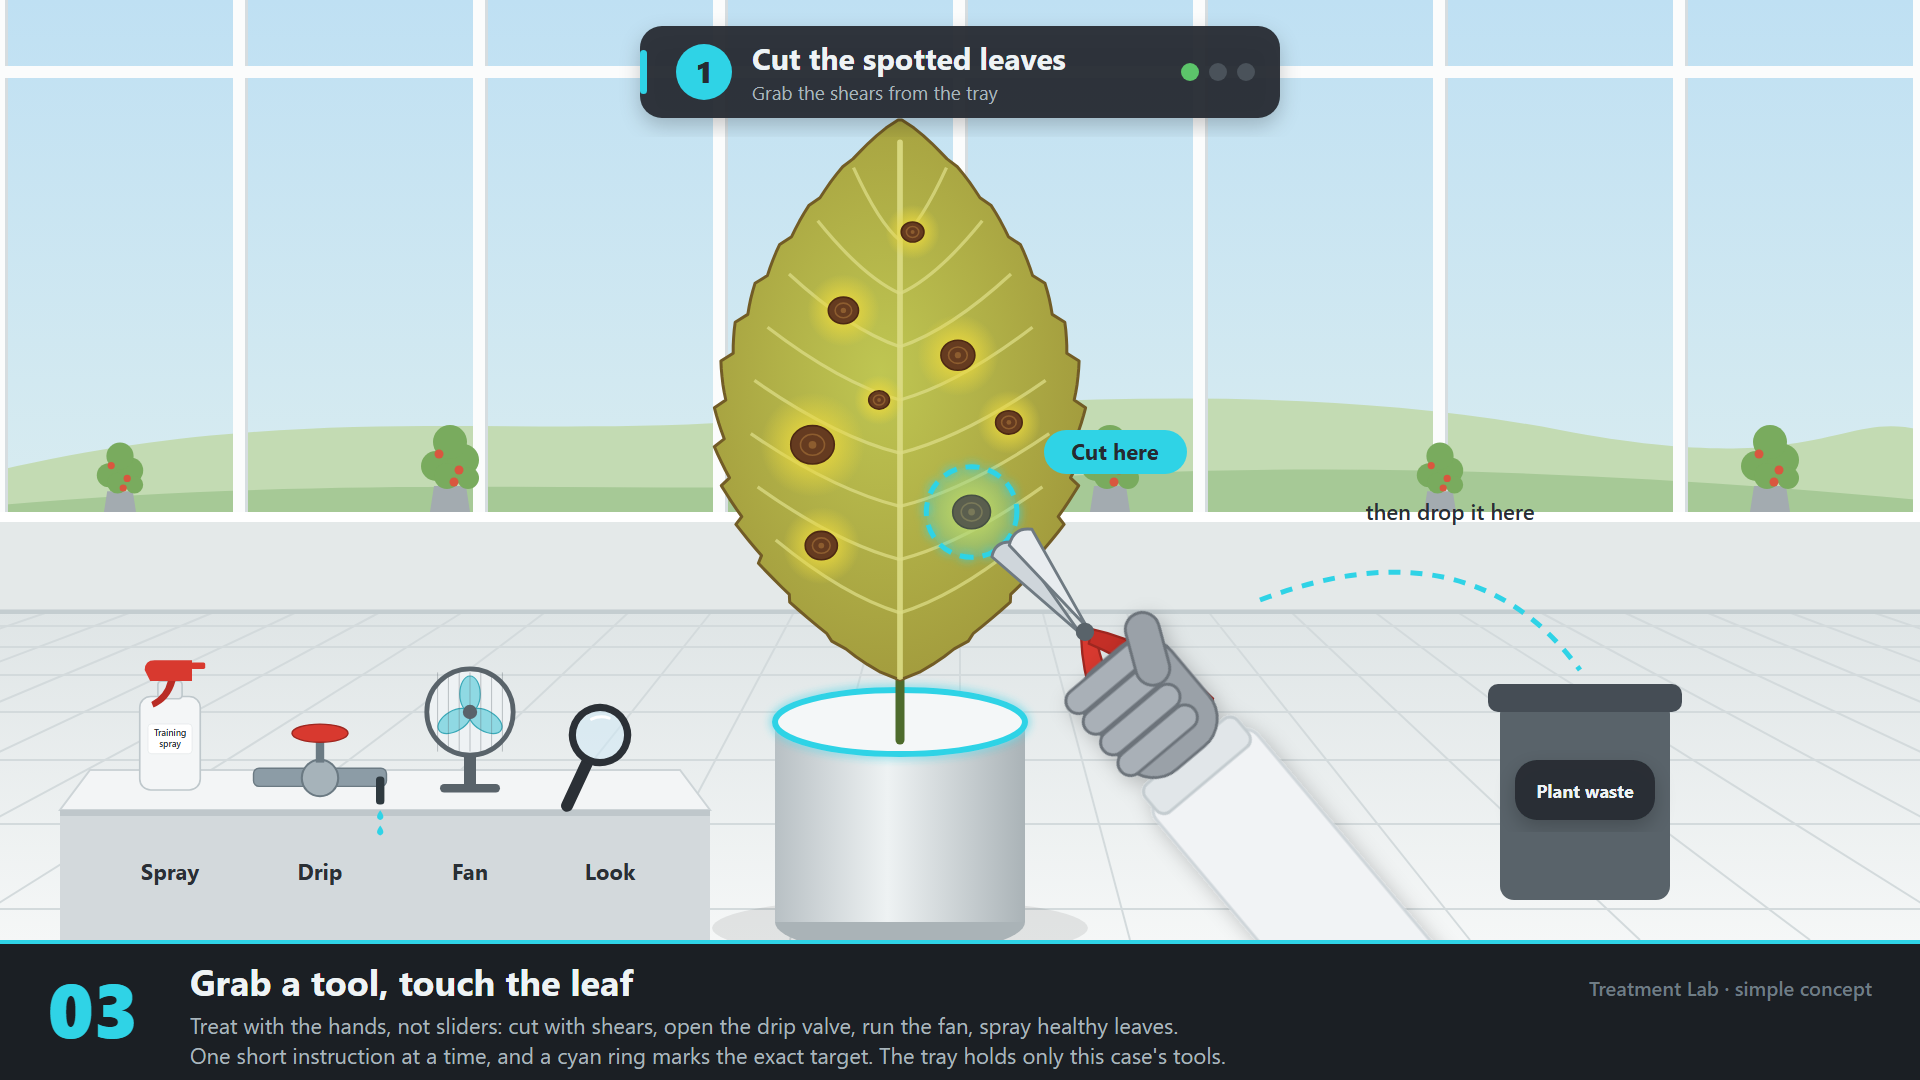 1
Cut the spotted leaves
Grab the shears from the tray
Cut here
then drop it here
Training
spray
Plant waste
Spray
Drip
Fan
Look
03
Grab a tool, touch the leaf
Treatment Lab · simple concept
Treat with the hands, not sliders: cut with shears, open the drip valve, run the fan, spray healthy leaves.
One short instruction at a time, and a cyan ring marks the exact target. The tray holds only this case's tools.